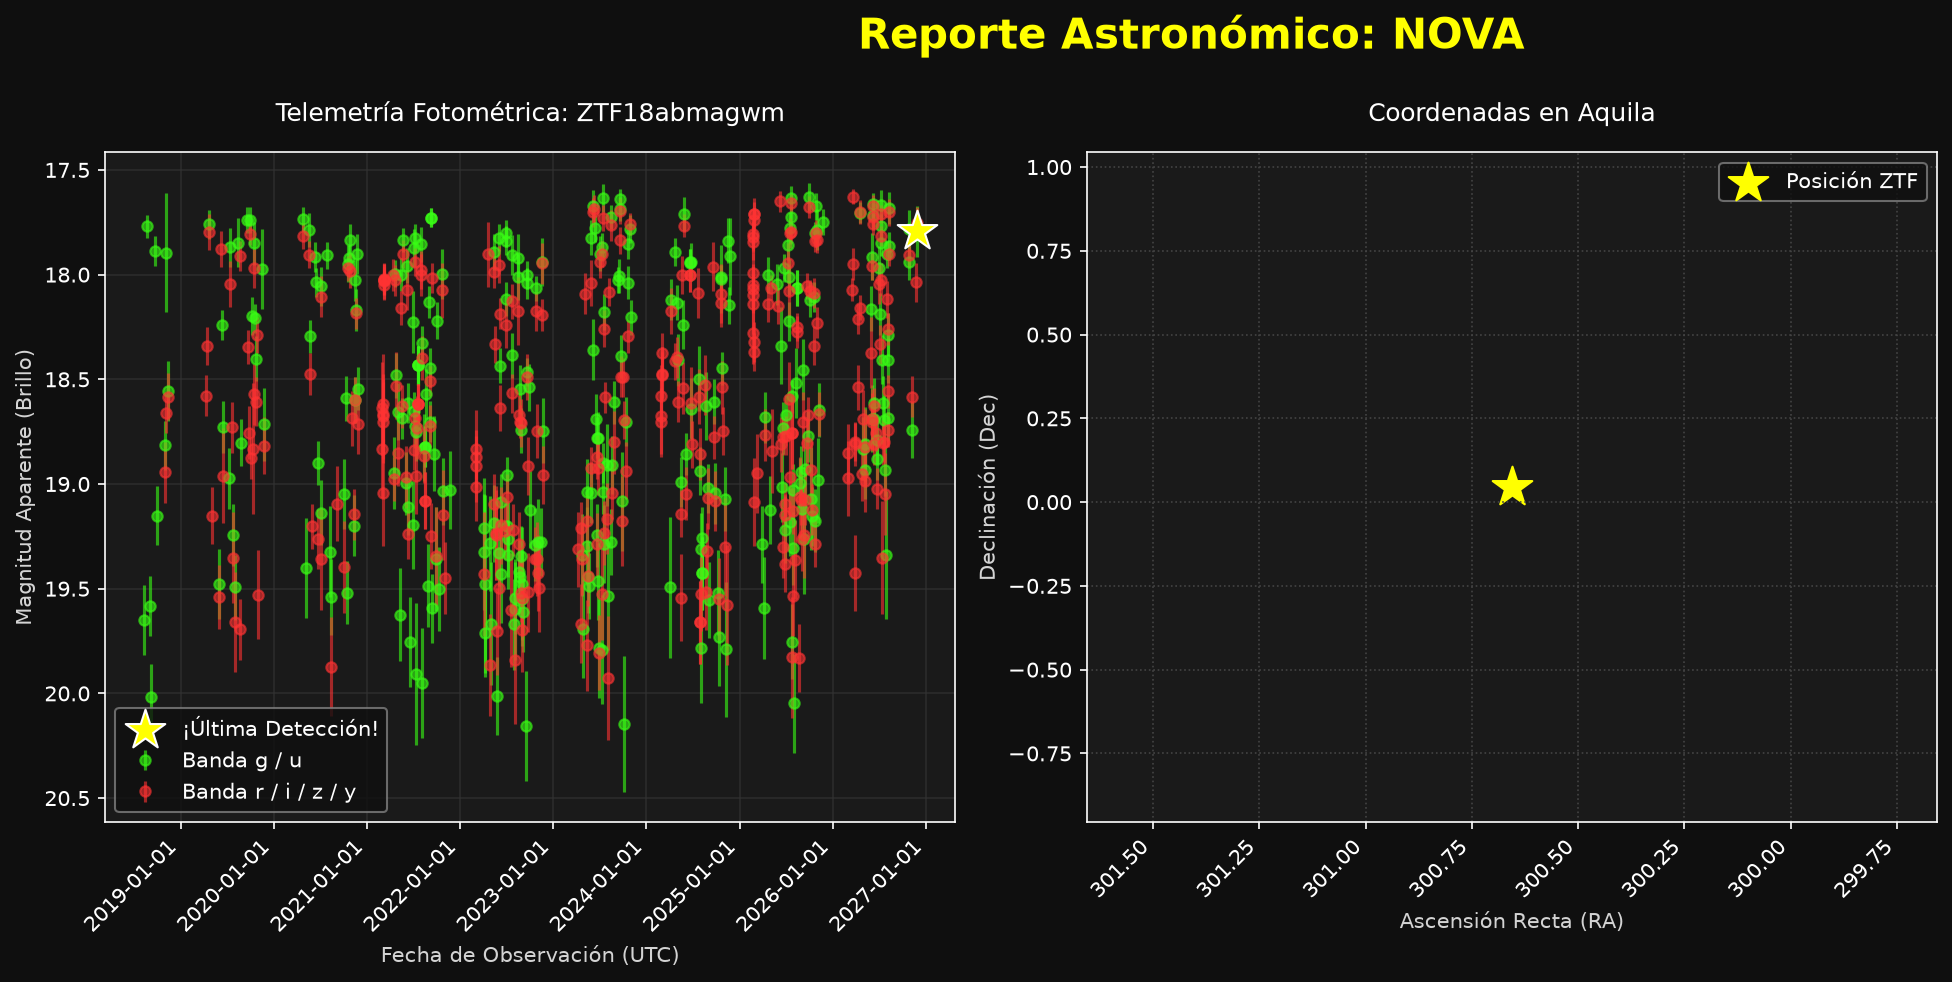 Reporte Astronómico: NOVA
Telemetría Fotométrica: ZTF18abmagwm
Magnitud Aparente (Brillo)
17.5
18.0
18.5
19.0
19.5
20.0
20.5
¡Última Detección!
Banda g / u
Banda r / i / z / y
2019-01-01
2020-01-01
2021-01-01
2022-01-01
2023-01-01
2024-01-01
2025-01-01
2026-01-01
2027-01-01
Fecha de Observación (UTC)
Coordenadas en Aquila
Declinación (Dec)
1.00
0.75
0.50
0.25
0.00
−0.25
−0.50
−0.75
Posición ZTF
301.50
301.25
301.00
300.75
300.50
300.25
300.00
299.75
Ascensión Recta (RA)